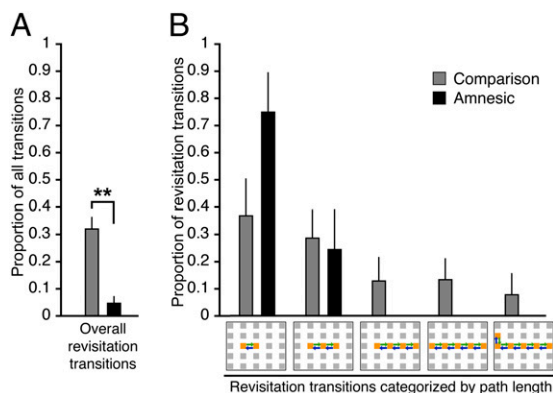 A
Proportion of all transitions
1
0.9
0.8
0.7
0.6
0.5
0.4
0.3
0.2
0.1
0
**
Overall
revisitation
transitions
B
Proportion of revisitation transitions
1
0.9
0.8
0.7
0.6
0.5
0.4
0.3
0.2
0.1
0
Comparison
Amnesic
Revisitation transitions categorized by path length